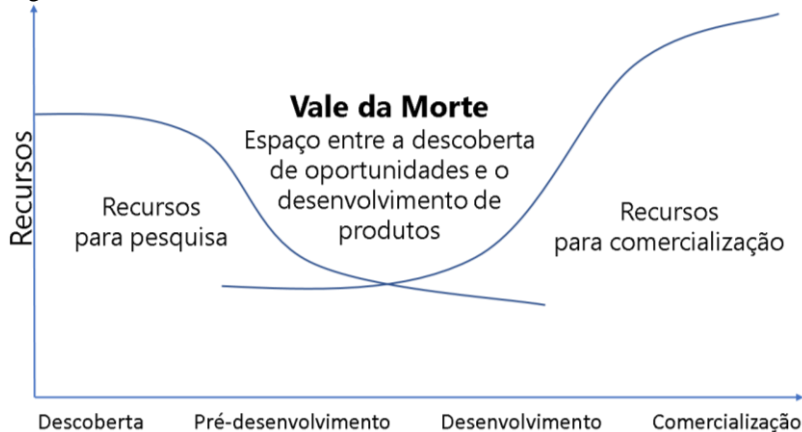 Vale da Morte
Espaço entre a descoberta
de oportunidades e o
desenvolvimento de
produtos
Recursos
Recursos
para pesquisa
Recursos
para comercialização
Descoberta
Pré-desenvolvimento
Desenvolvimento
Comercialização